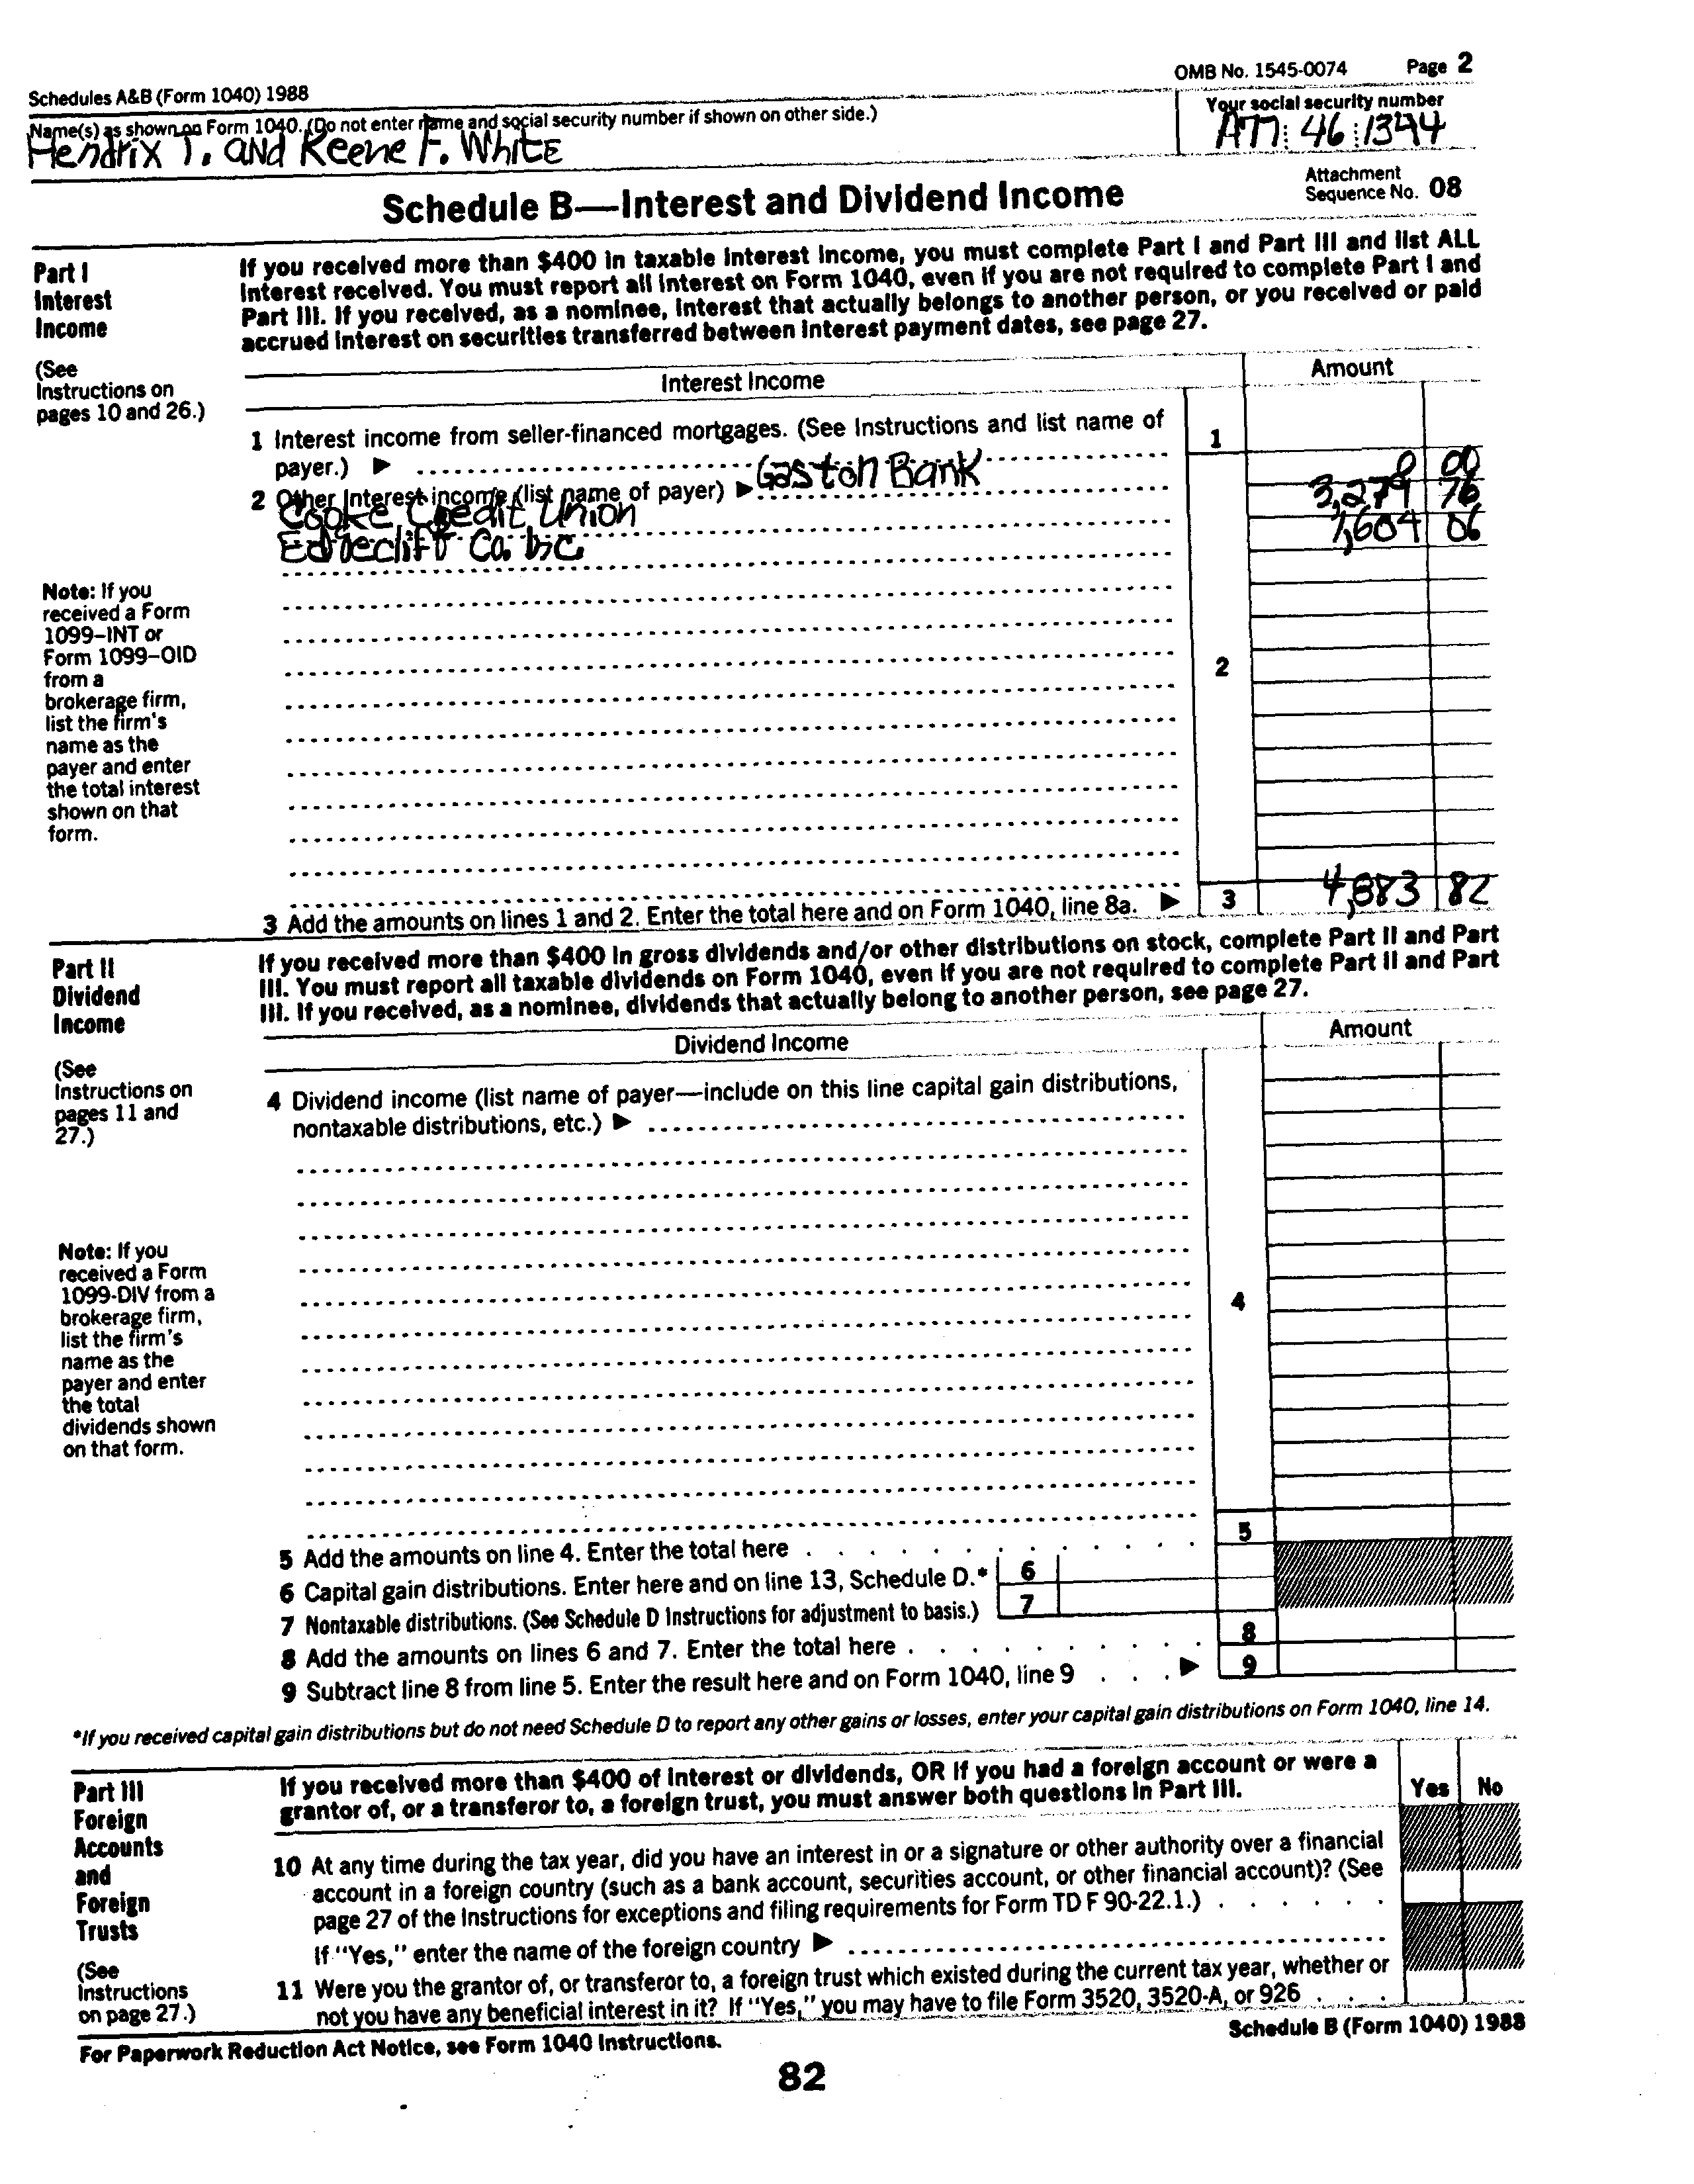 Schedules A&B (Form 1040) 1988
OMB No. 1545-0074 Page 2
Name(s) as shown on Form 1040. (Do not enter name and social security number if shown on other side.)
Your social security number
Hendrix T. and Keene F. White
A77 46 1344
Schedule B—Interest and Dividend Income
Attachment
Sequence No. 08
Part I
Interest
Income
(See
Instructions on
pages 10 and 26.)
If you received more than $400 in taxable interest income, you must complete Part I and Part III and list ALL
interest received. You must report all interest on Form 1040, even if you are not required to complete Part I and
Part III. If you received, as a nominee, interest that actually belongs to another person, or you received or paid
accrued interest on securities transferred between interest payment dates, see page 27.
Interest Income
Amount
1 Interest income from seller-financed mortgages. (See Instructions and list name of
payer.) ▶
1
2 Other interest income (list name of payer) ▶ Gaston Bank
0 00
Cooke Credit Union
3,279 76
1,604 06
Note: If you
received a Form
1099–INT or
Form 1099–OID
from a
brokerage firm,
list the firm's
name as the
payer and enter
the total interest
shown on that
form.
2
3 Add the amounts on lines 1 and 2. Enter the total here and on Form 1040, line 8a. ▶ 3 4,883 82
Part II
Dividend
Income
(See
Instructions on
pages 11 and
27.)
If you received more than $400 in gross dividends and/or other distributions on stock, complete Part II and Part
III. You must report all taxable dividends on Form 1040, even if you are not required to complete Part II and Part
III. If you received, as a nominee, dividends that actually belong to another person, see page 27.
Dividend Income
Amount
4 Dividend income (list name of payer—include on this line capital gain distributions,
nontaxable distributions, etc.) ▶
Note: If you
received a Form
1099-DIV from a
brokerage firm,
list the firm's
name as the
payer and enter
the total
dividends shown
on that form.
4
5 Add the amounts on line 4. Enter the total here . . . . . . . . . . 5
6 Capital gain distributions. Enter here and on line 13, Schedule D.* 6
7 Nontaxable distributions. (See Schedule D Instructions for adjustment to basis.) 7
8 Add the amounts on lines 6 and 7. Enter the total here . . . . . . . . . 8
9 Subtract line 8 from line 5. Enter the result here and on Form 1040, line 9 . . . ▶ 9
*If you received capital gain distributions but do not need Schedule D to report any other gains or losses, enter your capital gain distributions on Form 1040, line 14.
Part III
Foreign
Accounts
and
Foreign
Trusts
(See
Instructions
on page 27.)
If you received more than $400 of interest or dividends, OR if you had a foreign account or were a
grantor of, or a transferor to, a foreign trust, you must answer both questions in Part III.
Yes No
10 At any time during the tax year, did you have an interest in or a signature or other authority over a financial
account in a foreign country (such as a bank account, securities account, or other financial account)? (See
page 27 of the Instructions for exceptions and filing requirements for Form TD F 90-22.1.) . . . . . .
If "Yes," enter the name of the foreign country ▶
11 Were you the grantor of, or transferor to, a foreign trust which existed during the current tax year, whether or
not you have any beneficial interest in it? If "Yes," you may have to file Form 3520, 3520-A, or 926 . . .
For Paperwork Reduction Act Notice, see Form 1040 Instructions.
Schedule B (Form 1040) 1988
82